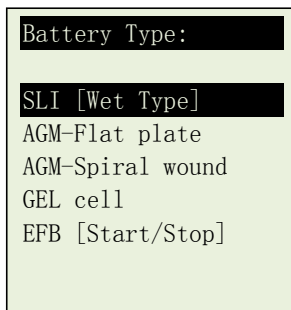 Battery Type:
SLI [Wet Type]
AGM-Flat plate
AGM-Spiral wound
GEL cell
EFB [Start/Stop]